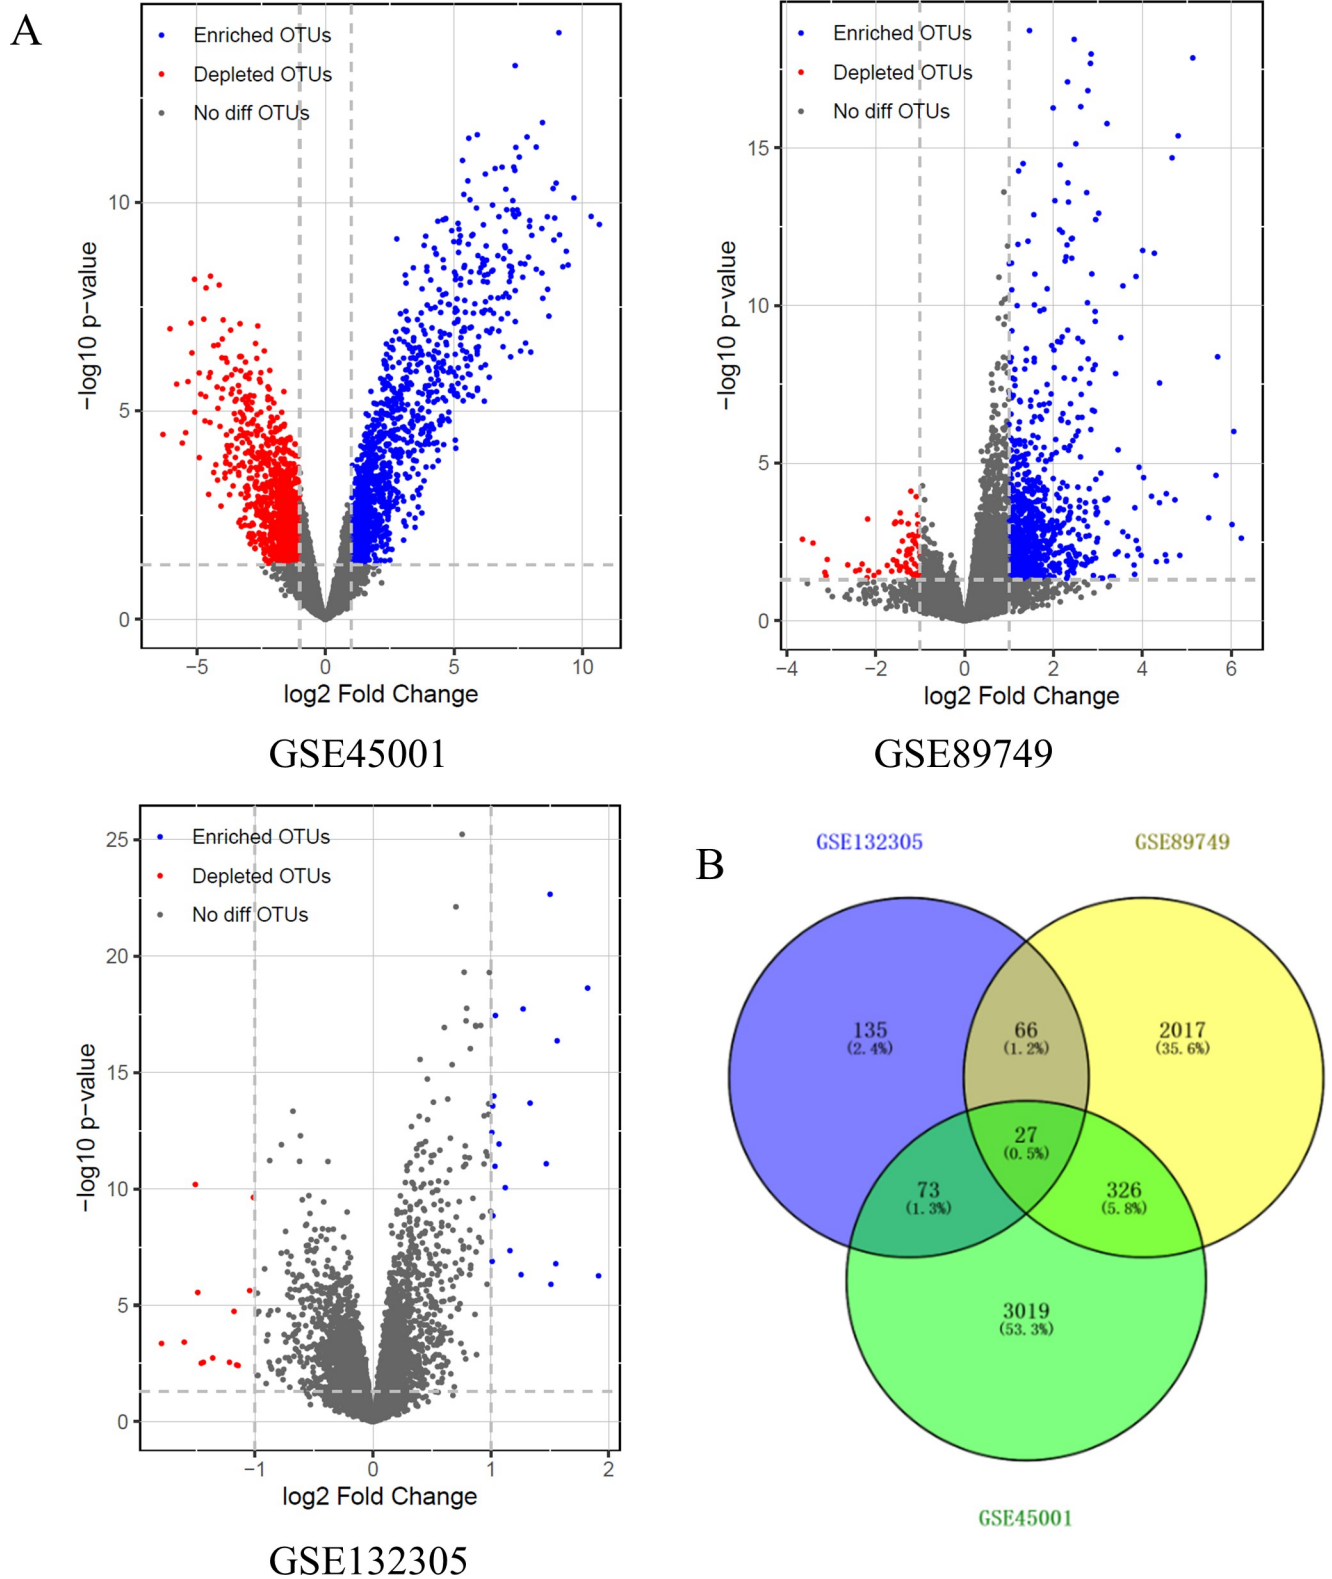 A
Enriched OTUs
Depleted OTUs
No diff OTUs
10
5
0
−log10 p−value
−5
0
5
10
log2 Fold Change
GSE45001
Enriched OTUs
Depleted OTUs
No diff OTUs
15
10
5
0
−log10 p−value
−4
−2
0
2
4
6
log2 Fold Change
GSE89749
Enriched OTUs
Depleted OTUs
No diff OTUs
25
20
15
10
5
0
−log10 p−value
−1
0
1
2
log2 Fold Change
GSE132305
B
GSE132305
GSE89749
135
(2.4%)
66
(1.2%)
2017
(35.6%)
27
(0.5%)
73
(1.3%)
326
(5.8%)
3019
(53.3%)
GSE45001